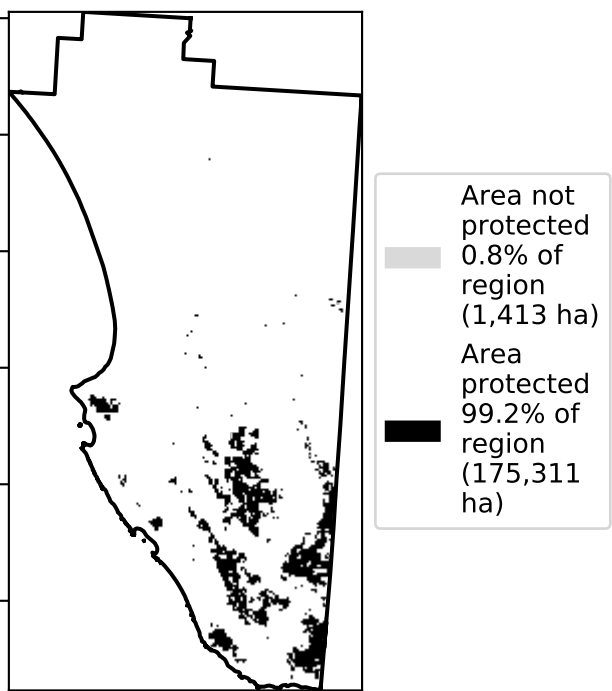 Area not
protected
0.8% of
region
(1,413 ha)
Area
protected
99.2% of
region
(175,311
ha)